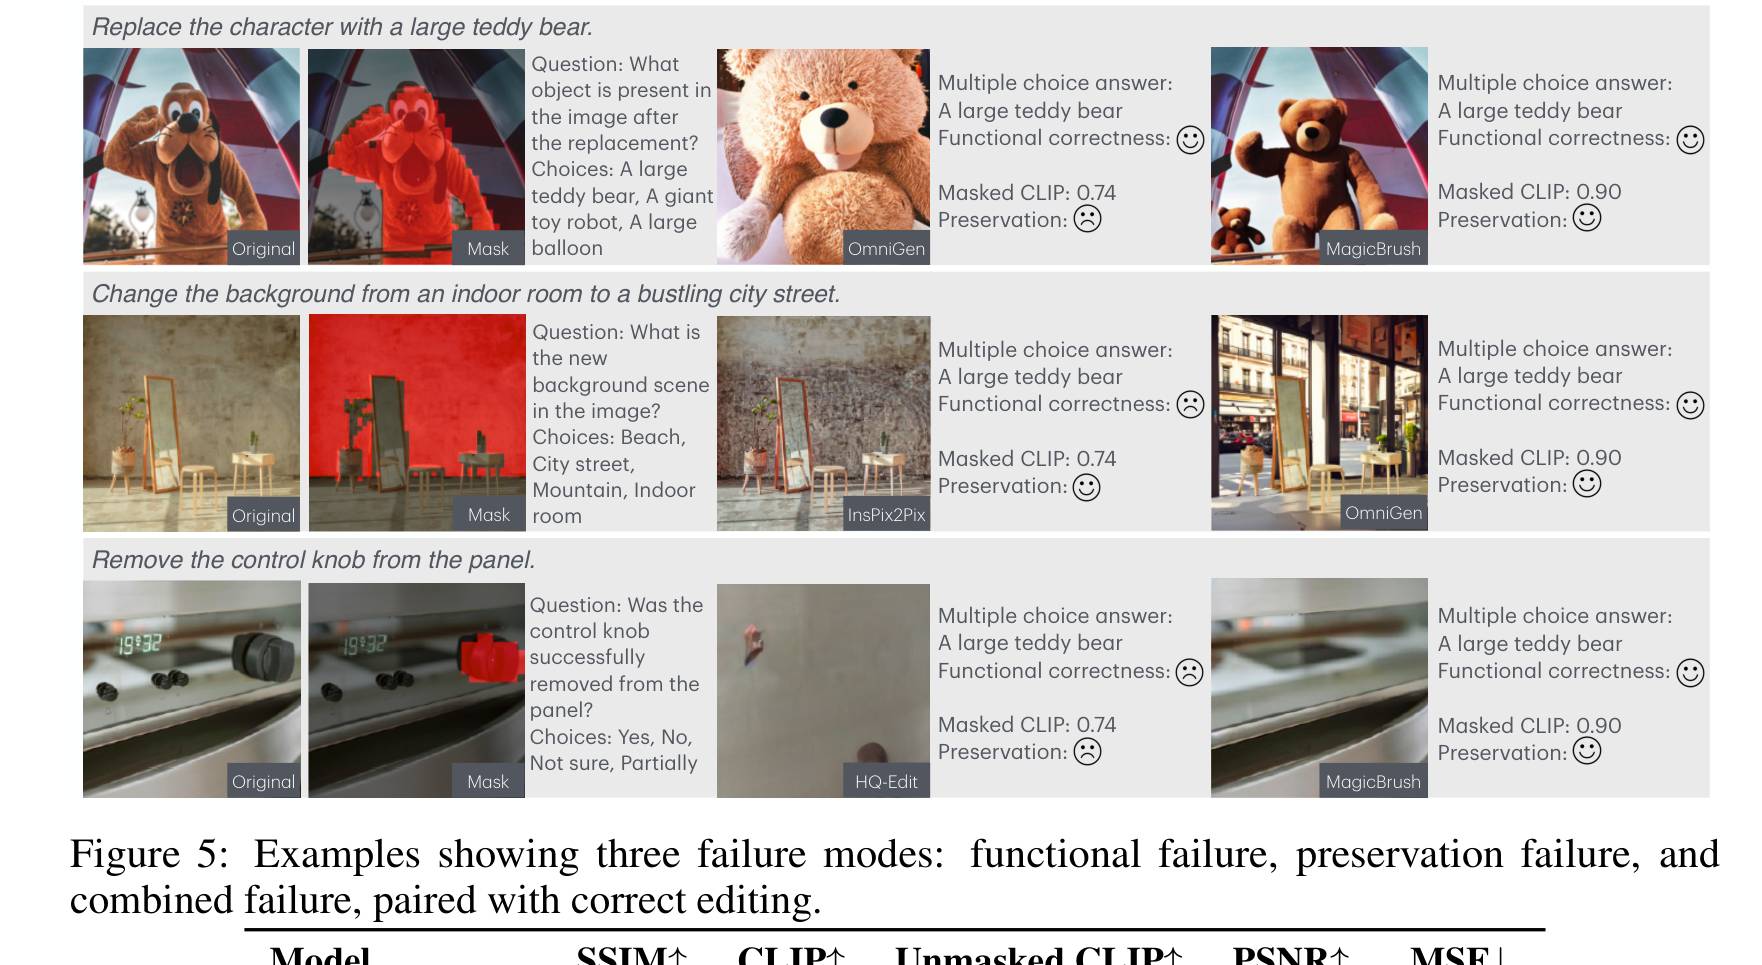 Replace the character with a large teddy bear.
Original
Mask
Question: What
object is present in
the image after
the replacement?
Choices: A large
teddy bear, A giant
toy robot, A large
balloon
OmniGen
Multiple choice answer:
A large teddy bear
Functional correctness:
Masked CLIP: 0.74
Preservation:
MagicBrush
Multiple choice answer:
A large teddy bear
Functional correctness:
Masked CLIP: 0.90
Preservation:
Change the background from an indoor room to a bustling city street.
Original
Mask
Question: What is
the new
background scene
in the image?
Choices: Beach,
City street,
Mountain, Indoor
room
InsPix2Pix
Multiple choice answer:
A large teddy bear
Functional correctness:
Masked CLIP: 0.74
Preservation:
OmniGen
Multiple choice answer:
A large teddy bear
Functional correctness:
Masked CLIP: 0.90
Preservation:
Remove the control knob from the panel.
19:32
Original
19:32
Mask
Question: Was the
control knob
successfully
removed from the
panel?
Choices: Yes, No,
Not sure, Partially
HQ-Edit
Multiple choice answer:
A large teddy bear
Functional correctness:
Masked CLIP: 0.74
Preservation:
MagicBrush
Multiple choice answer:
A large teddy bear
Functional correctness:
Masked CLIP: 0.90
Preservation:
Figure 5: Examples showing three failure modes: functional failure, preservation failure, and
combined failure, paired with correct editing.
Model SSIM↑ CLIP↑ Unmasked CLIP↑ PSNR↑ MSE↓